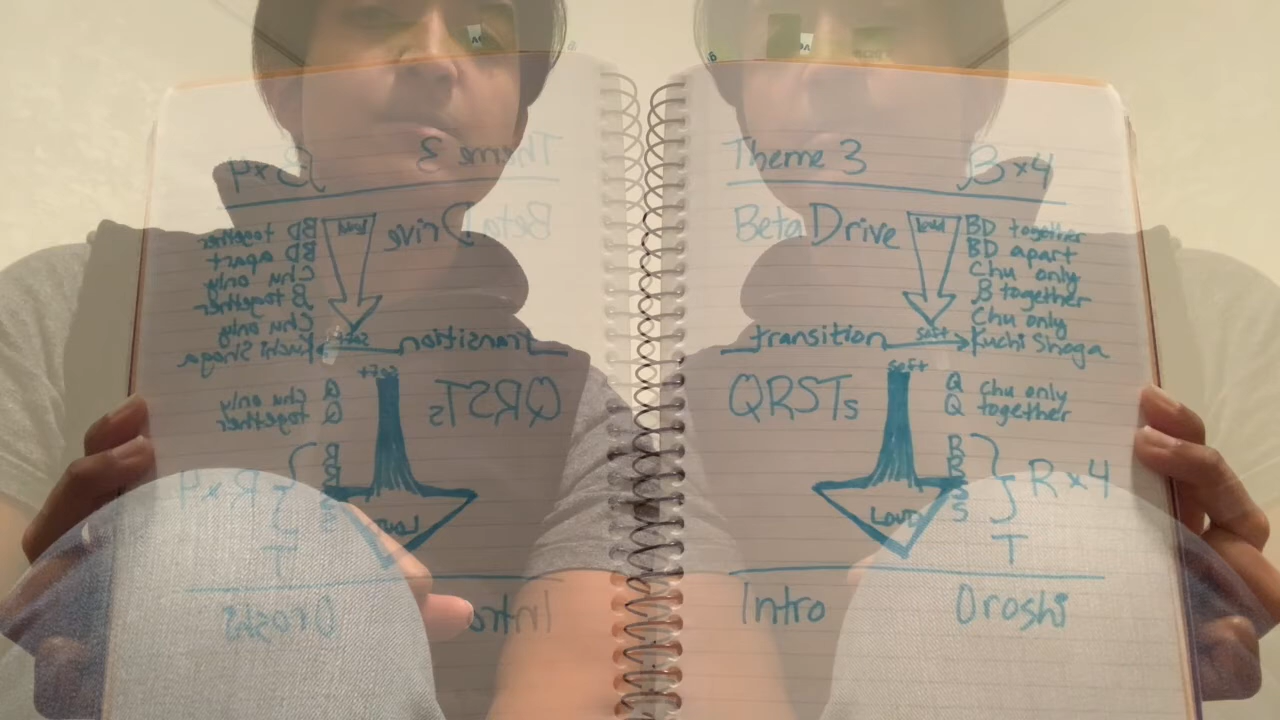 Theme 3 B x4
Beta Drive Loud BD together
BD apart
Chu only
B together
Chu only
transition soft Kuchi Shoga
soft
QRSTs Q Chu only
Q together
B
R
S R x4
LOUD S
T
Intro Oroshi